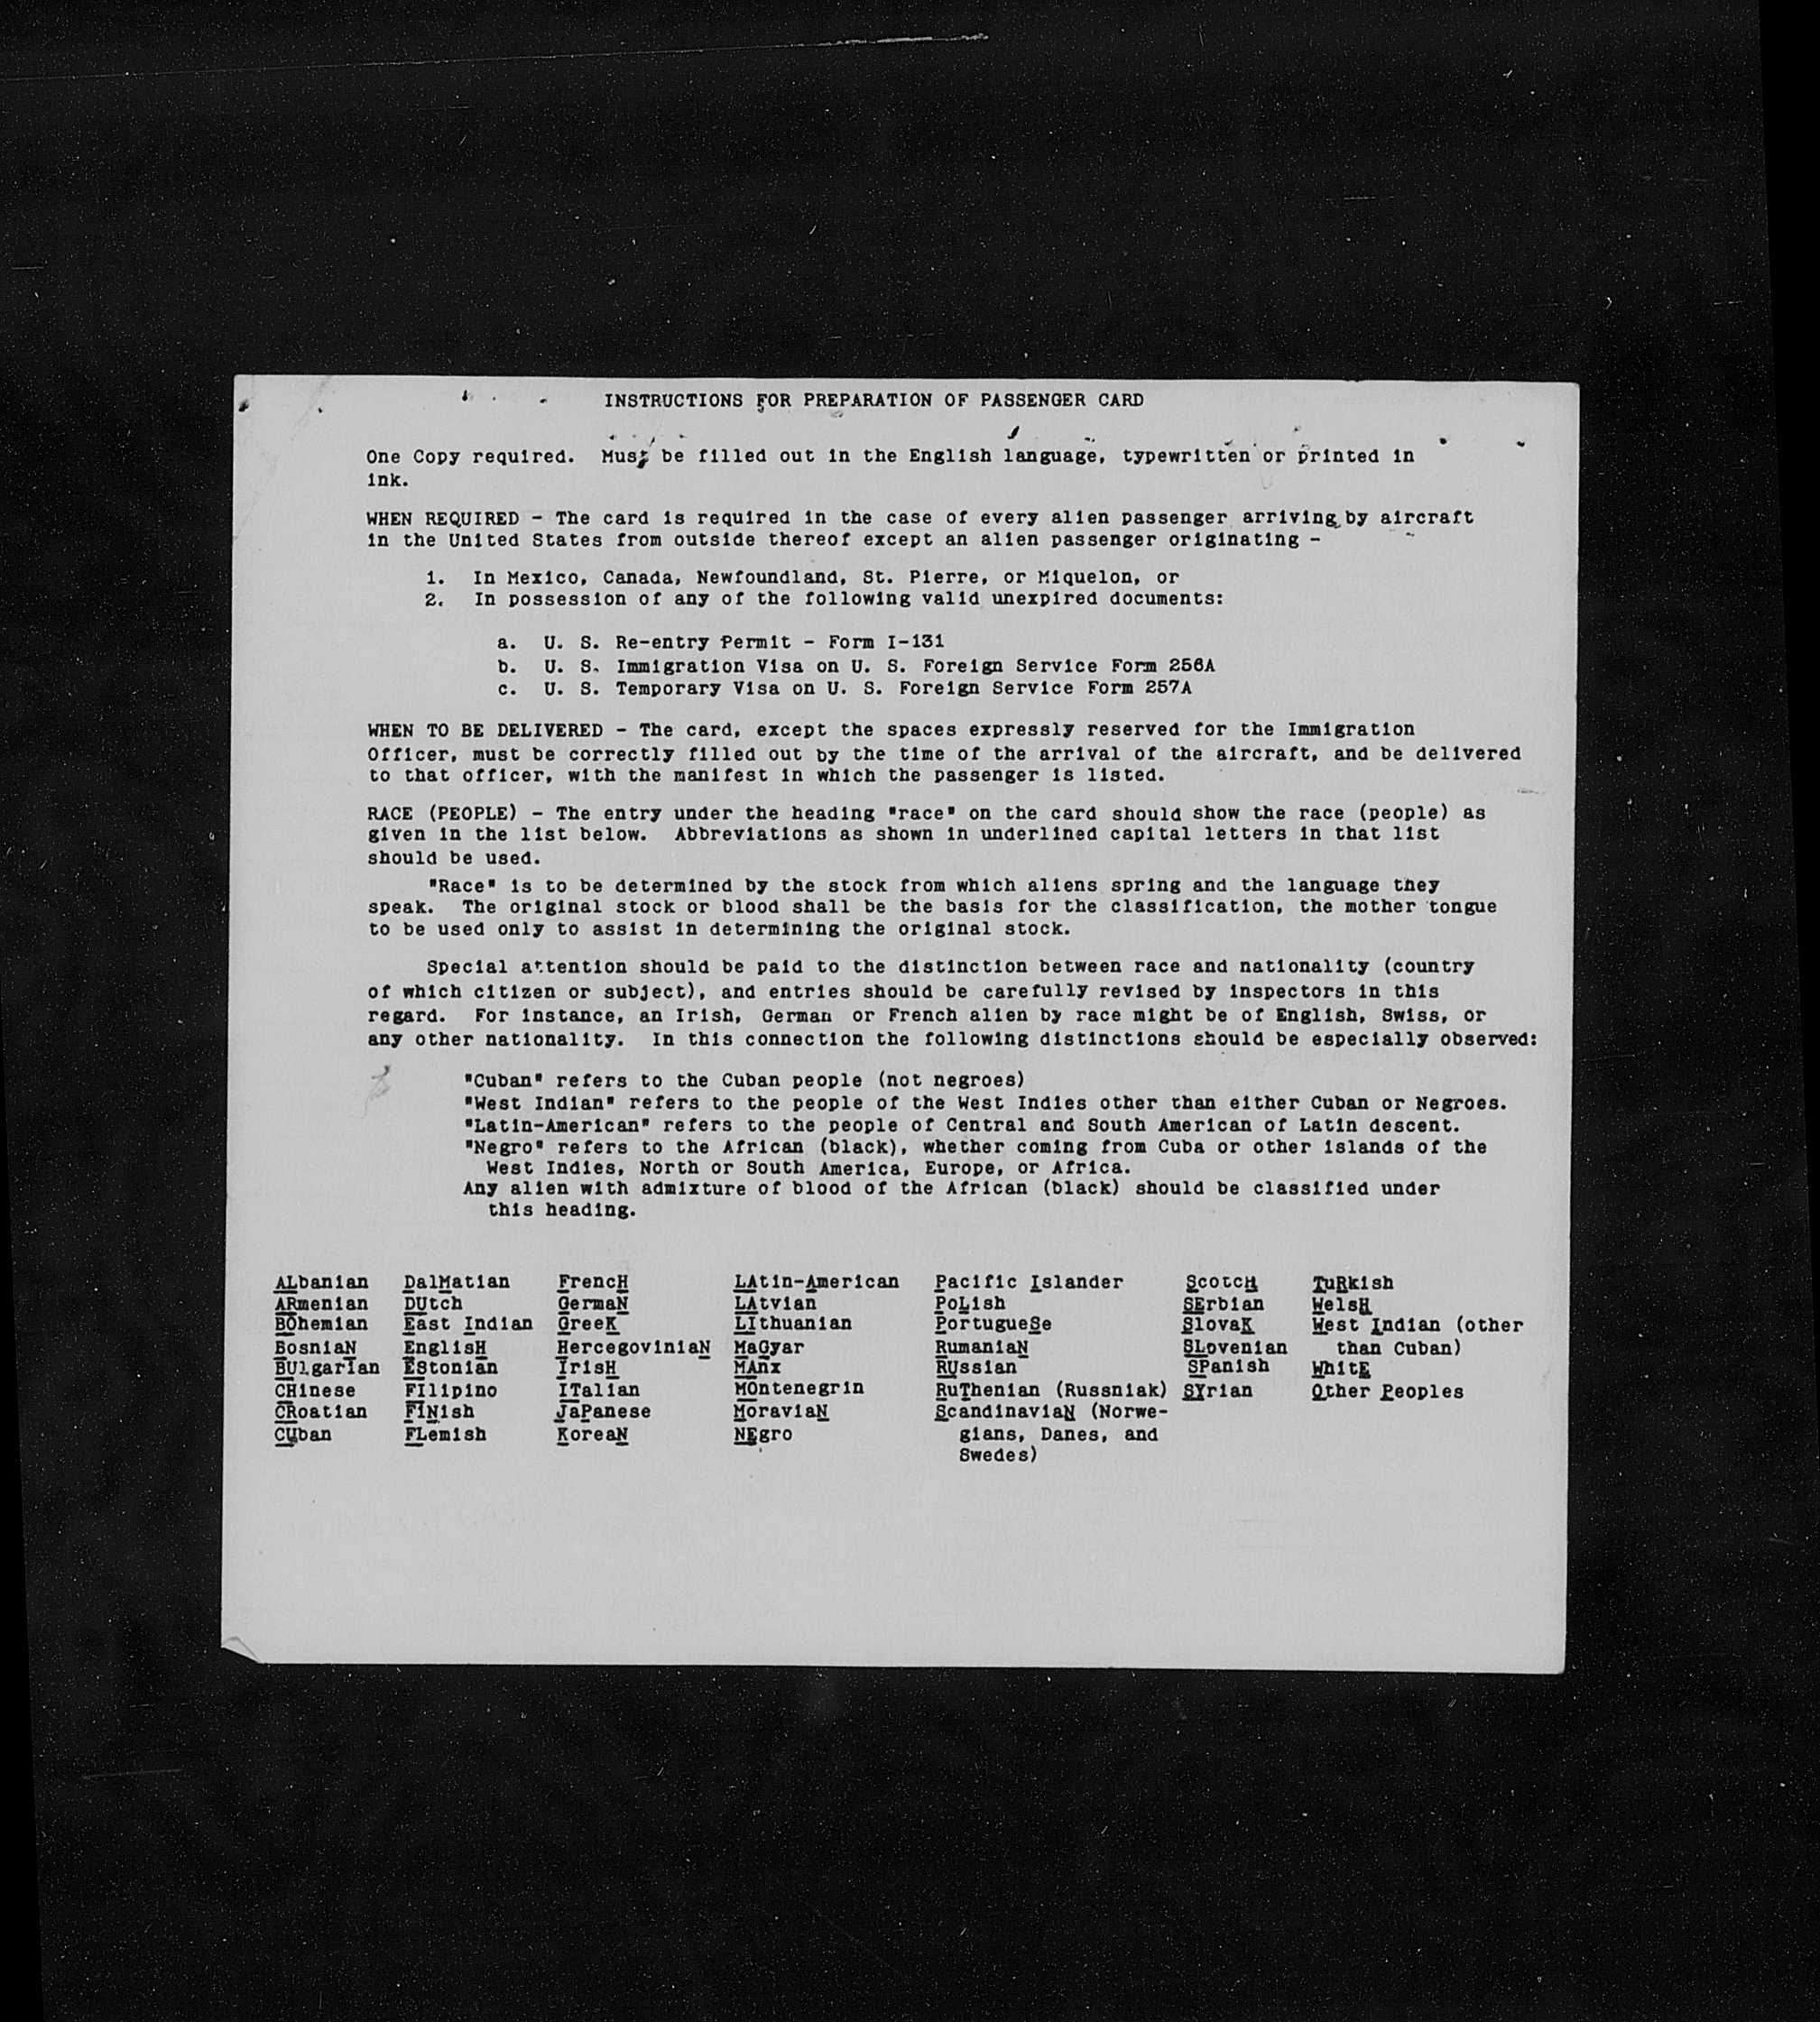 INSTRUCTIONS FOR PREPARATION OF PASSENGER CARD
One Copy required. Must be filled out in the English language, typewritten or printed in
ink.
WHEN REQUIRED - The card is required in the case of every alien passenger arriving by aircraft
in the United States from outside thereof except an alien passenger originating -
1. In Mexico, Canada, Newfoundland, St. Pierre, or Miquelon, or
2. In possession of any of the following valid unexpired documents:
a. U. S. Re-entry Permit - Form I-131
b. U. S. Immigration Visa on U. S. Foreign Service Form 256A
c. U. S. Temporary Visa on U. S. Foreign Service Form 257A
WHEN TO BE DELIVERED - The card, except the spaces expressly reserved for the Immigration
Officer, must be correctly filled out by the time of the arrival of the aircraft, and be delivered
to that officer, with the manifest in which the passenger is listed.
RACE (PEOPLE) - The entry under the heading "race" on the card should show the race (people) as
given in the list below. Abbreviations as shown in underlined capital letters in that list
should be used.
"Race" is to be determined by the stock from which aliens spring and the language they
speak. The original stock or blood shall be the basis for the classification, the mother tongue
to be used only to assist in determining the original stock.
Special attention should be paid to the distinction between race and nationality (country
of which citizen or subject), and entries should be carefully revised by inspectors in this
regard. For instance, an Irish, German or French alien by race might be of English, Swiss, or
any other nationality. In this connection the following distinctions should be especially observed:
"Cuban" refers to the Cuban people (not negroes)
"West Indian" refers to the people of the West Indies other than either Cuban or Negroes.
"Latin-American" refers to the people of Central and South American of Latin descent.
"Negro" refers to the African (black), whether coming from Cuba or other islands of the
West Indies, North or South America, Europe, or Africa.
Any alien with admixture of blood of the African (black) should be classified under
this heading.
ALbanian DalMatian FrencH LAtin-American Pacific Islander ScotcH TuRkish
ARmenian DUtch GermaN LAtvian PoLish SErbian WelsH
BOhemian East Indian GreeK LIthuanian PortugueSe SlovaK West Indian (other
BosniaN EnglisH HercegoviniaN MaGyar RumaniaN SLovenian than Cuban)
BUlgarian EStonian IrisH MAnx RUssian SPanish WhitE
CHinese FIlipino ITalian MOntenegrin RuThenian (Russniak) SYrian Other Peoples
CRoatian FINish JaPanese MoraviaN ScandinaviaN (Norwe-
CUban FLemish KoreaN NEgro gians, Danes, and
Swedes)